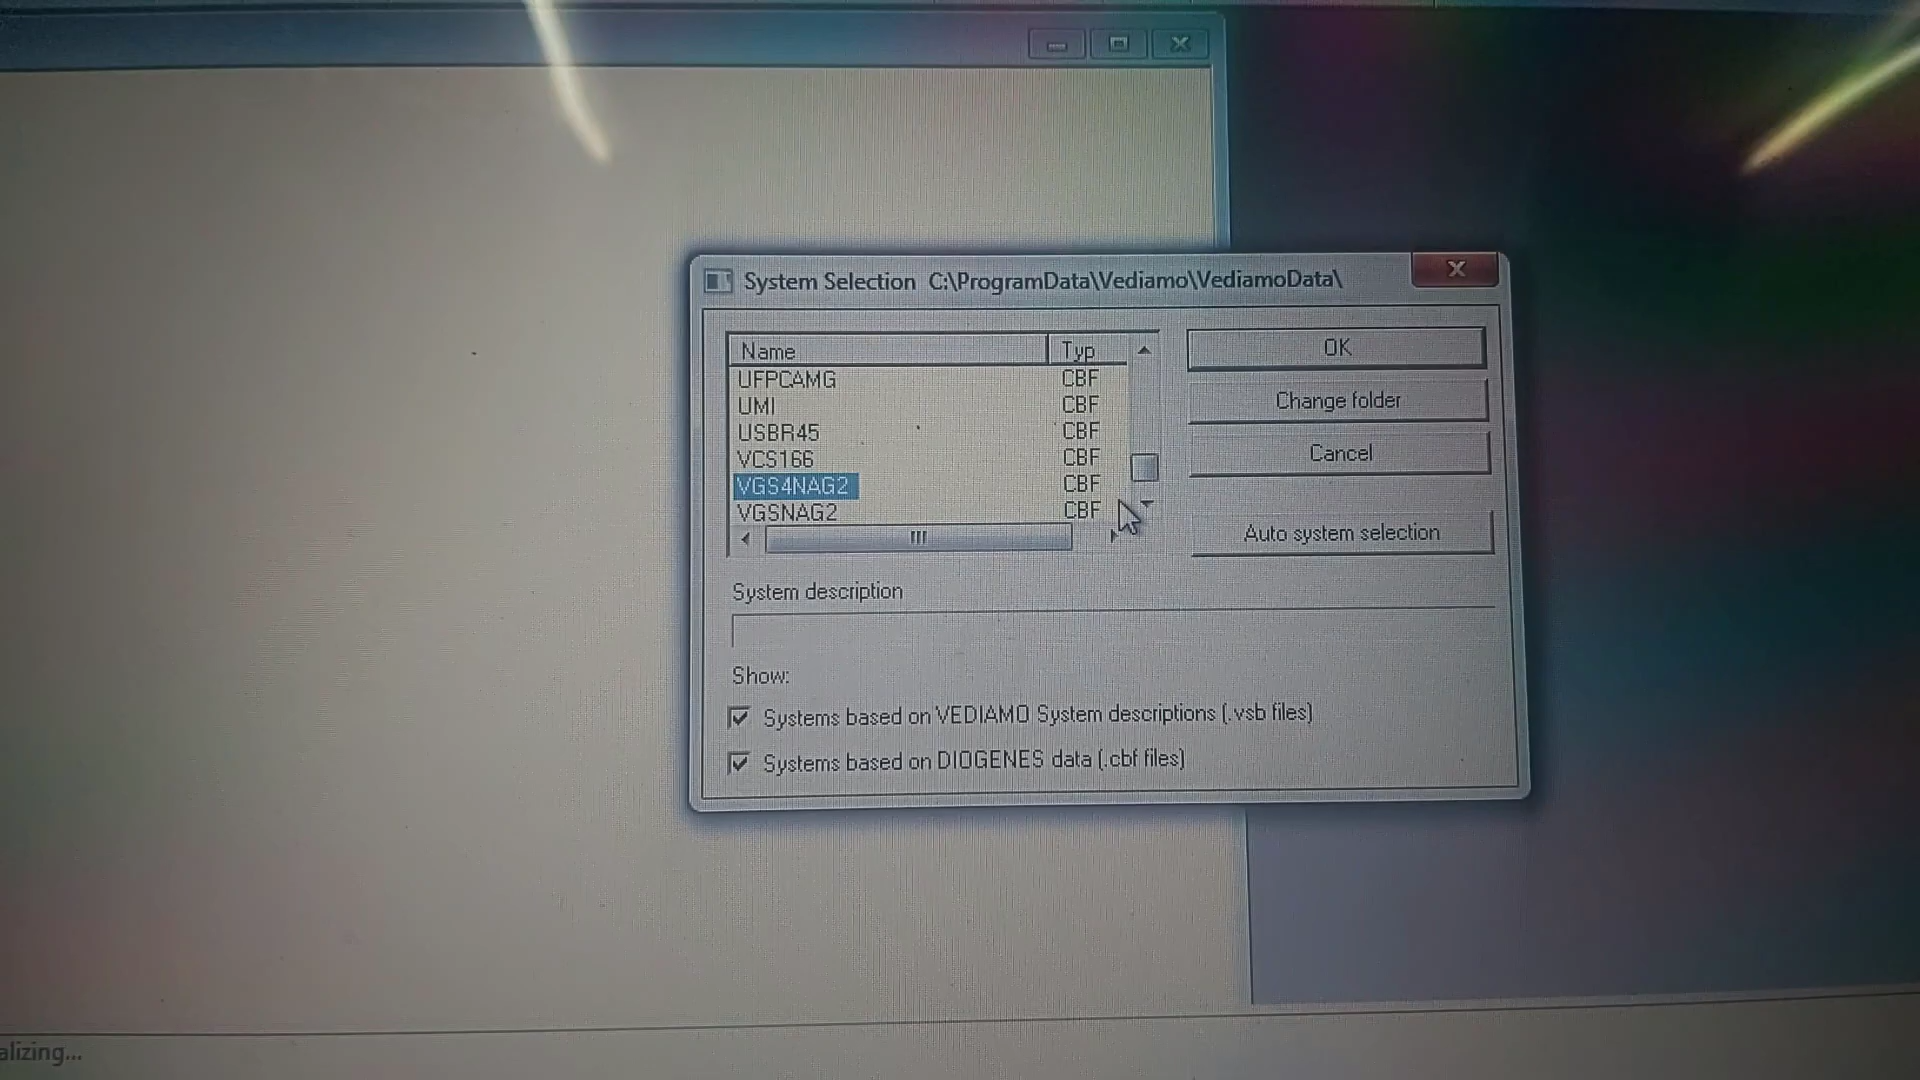 System Selection C:\ProgramData\Vediamo\VediamoData\
Name Typ
UFPCAMG CBF
UMI CBF
USBR45 CBF
VCS166 CBF
VGS4NAG2 CBF
VGSNAG2 CBF
OK
Change folder
Cancel
Auto system selection
System description
Show:
Systems based on VEDIAMO System descriptions (.vsb files)
Systems based on DIOGENES data (.cbf files)
alizing...